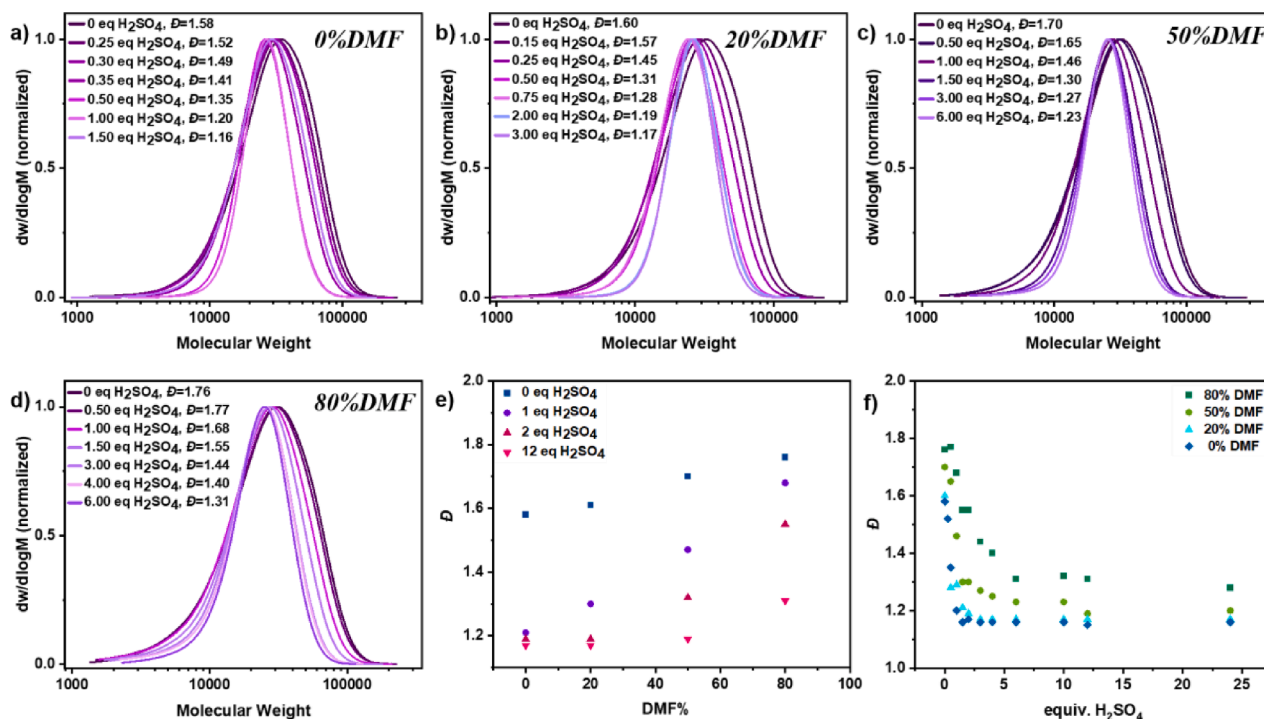 a)
0 eq H2SO4, Đ=1.58
0.25 eq H2SO4, Đ=1.52
0.30 eq H2SO4, Đ=1.49
0.35 eq H2SO4, Đ=1.41
0.50 eq H2SO4, Đ=1.35
1.00 eq H2SO4, Đ=1.20
1.50 eq H2SO4, Đ=1.16
0%DMF
dw/dlogM (normalized)
1.0
0.5
0.0
1000
10000
100000
Molecular Weight
b)
0 eq H2SO4, Đ=1.60
0.15 eq H2SO4, Đ=1.57
0.25 eq H2SO4, Đ=1.45
0.50 eq H2SO4, Đ=1.31
0.75 eq H2SO4, Đ=1.28
2.00 eq H2SO4, Đ=1.19
3.00 eq H2SO4, Đ=1.17
20%DMF
dw/dlogM (normalized)
1.0
0.5
0.0
1000
10000
100000
Molecular Weight
c)
0 eq H2SO4, Đ=1.70
0.50 eq H2SO4, Đ=1.65
1.00 eq H2SO4, Đ=1.46
1.50 eq H2SO4, Đ=1.30
3.00 eq H2SO4, Đ=1.27
6.00 eq H2SO4, Đ=1.23
50%DMF
dw/dlogM (normalized)
1.0
0.5
0.0
1000
10000
100000
Molecular Weight
d)
0 eq H2SO4, Đ=1.76
0.50 eq H2SO4, Đ=1.77
1.00 eq H2SO4, Đ=1.68
1.50 eq H2SO4, Đ=1.55
3.00 eq H2SO4, Đ=1.44
4.00 eq H2SO4, Đ=1.40
6.00 eq H2SO4, Đ=1.31
80%DMF
dw/dlogM (normalized)
1.0
0.5
0.0
1000
10000
100000
Molecular Weight
e)
0 eq H2SO4
1 eq H2SO4
2 eq H2SO4
12 eq H2SO4
Đ
2.0
1.8
1.6
1.4
1.2
0
20
40
60
80
100
DMF%
f)
80% DMF
50% DMF
20% DMF
0% DMF
Đ
2.0
1.8
1.6
1.4
1.2
1.0
0
5
10
15
20
25
equiv. H2SO4